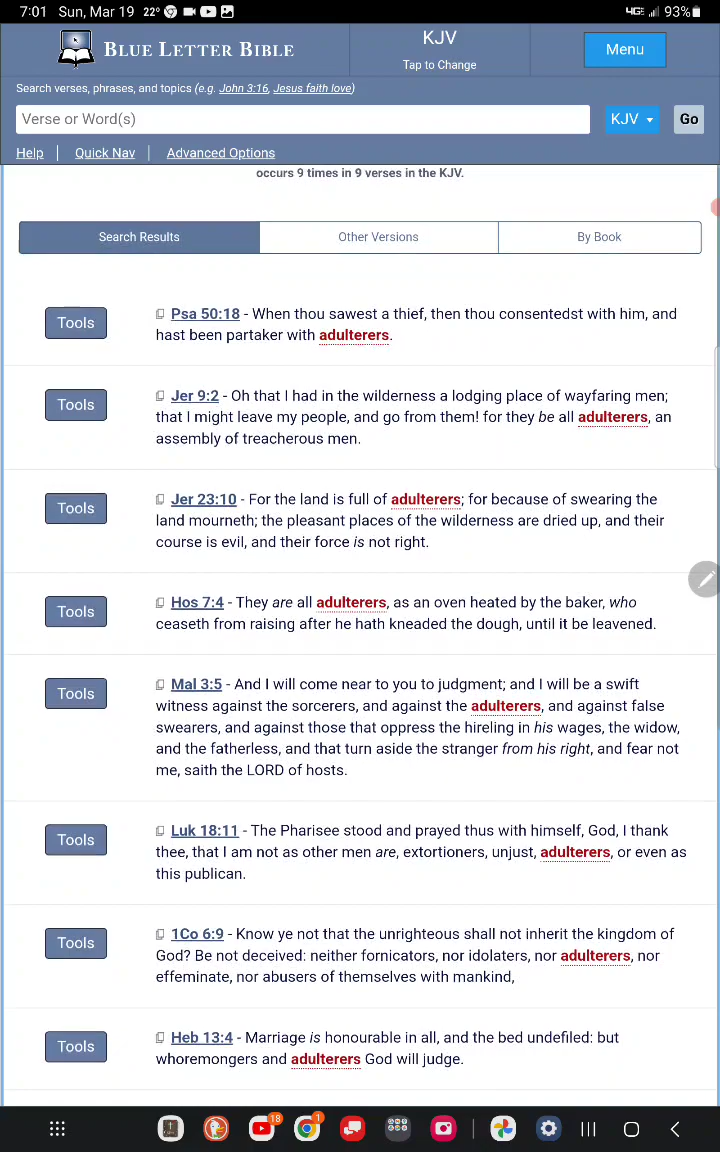 7:01 Sun, Mar 19 22° 4G 93%
BLUE LETTER BIBLE
KJV
Tap to Change
Menu
Search verses, phrases, and topics (e.g. John 3:16, Jesus faith love)
Verse or Word(s)
KJV
Go
Help | Quick Nav | Advanced Options
occurs 9 times in 9 verses in the KJV.
Search Results
Other Versions
By Book
Tools
Psa 50:18 - When thou sawest a thief, then thou consentedst with him, and
hast been partaker with adulterers.
Tools
Jer 9:2 - Oh that I had in the wilderness a lodging place of wayfaring men;
that I might leave my people, and go from them! for they be all adulterers, an
assembly of treacherous men.
Tools
Jer 23:10 - For the land is full of adulterers; for because of swearing the
land mourneth; the pleasant places of the wilderness are dried up, and their
course is evil, and their force is not right.
Tools
Hos 7:4 - They are all adulterers, as an oven heated by the baker, who
ceaseth from raising after he hath kneaded the dough, until it be leavened.
Tools
Mal 3:5 - And I will come near to you to judgment; and I will be a swift
witness against the sorcerers, and against the adulterers, and against false
swearers, and against those that oppress the hireling in his wages, the widow,
and the fatherless, and that turn aside the stranger from his right, and fear not
me, saith the LORD of hosts.
Tools
Luk 18:11 - The Pharisee stood and prayed thus with himself, God, I thank
thee, that I am not as other men are, extortioners, unjust, adulterers, or even as
this publican.
Tools
1Co 6:9 - Know ye not that the unrighteous shall not inherit the kingdom of
God? Be not deceived: neither fornicators, nor idolaters, nor adulterers, nor
effeminate, nor abusers of themselves with mankind,
Tools
Heb 13:4 - Marriage is honourable in all, and the bed undefiled: but
whoremongers and adulterers God will judge.
18
1